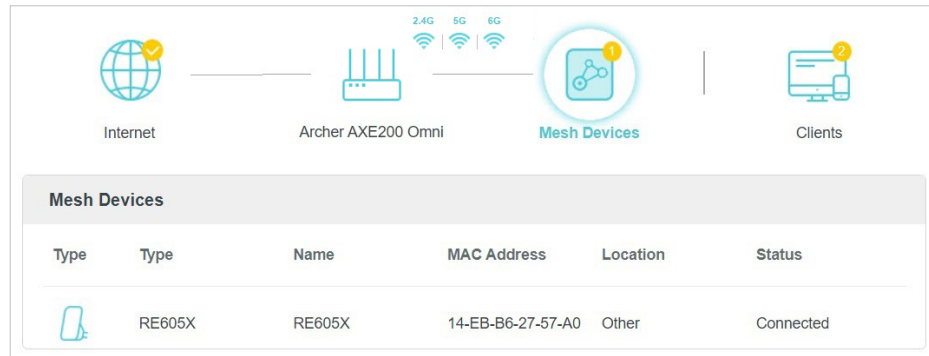 2.4G 5G 6G
1
2
Internet
Archer AXE200 Omni
Mesh Devices
Clients
Mesh Devices
Type Type Name MAC Address Location Status
RE605X RE605X 14-EB-B6-27-57-A0 Other Connected